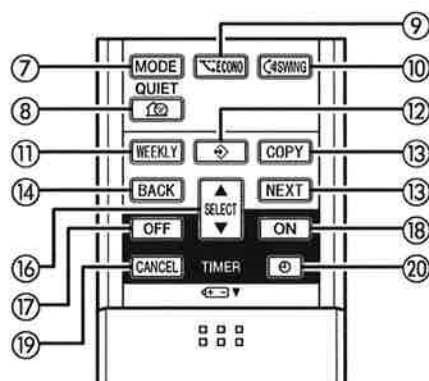 ⑨
⑦ MODE ECONO SWING ⑩
QUIET
⑧ ⑫
⑪ WEEKLY COPY ⑬
⑭ BACK SELECT NEXT ⑬
OFF ON ⑱
⑯ CANCEL TIMER ⑳
⑰
⑲